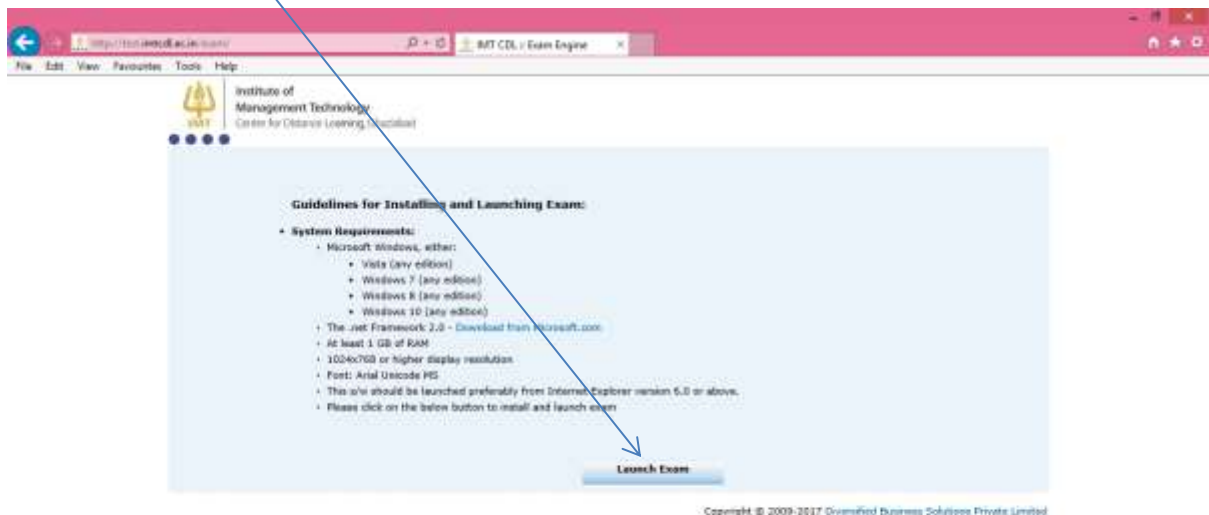 IMT CDL :: Exam Engine
File Edit View Favourites Tools Help
Institute of
Management Technology
Center for Distance Learning, Ghaziabad
IMT
Guidelines for Installing and Launching Exam:
• System Requirements:
• Microsoft Windows, either:
• Vista (any edition)
• Windows 7 (any edition)
• Windows 8 (any edition)
• Windows 10 (any edition)
• The .net Framework 2.0 - Download from Microsoft.com
• At least 1 GB of RAM
• 1024x768 or higher display resolution
• Font: Arial Unicode MS
• This s/w should be launched preferably from Internet Explorer version 6.0 or above.
• Please click on the below button to install and launch exam
Launch Exam
Copyright © 2009-2017 Diversified Business Solutions Private Limited